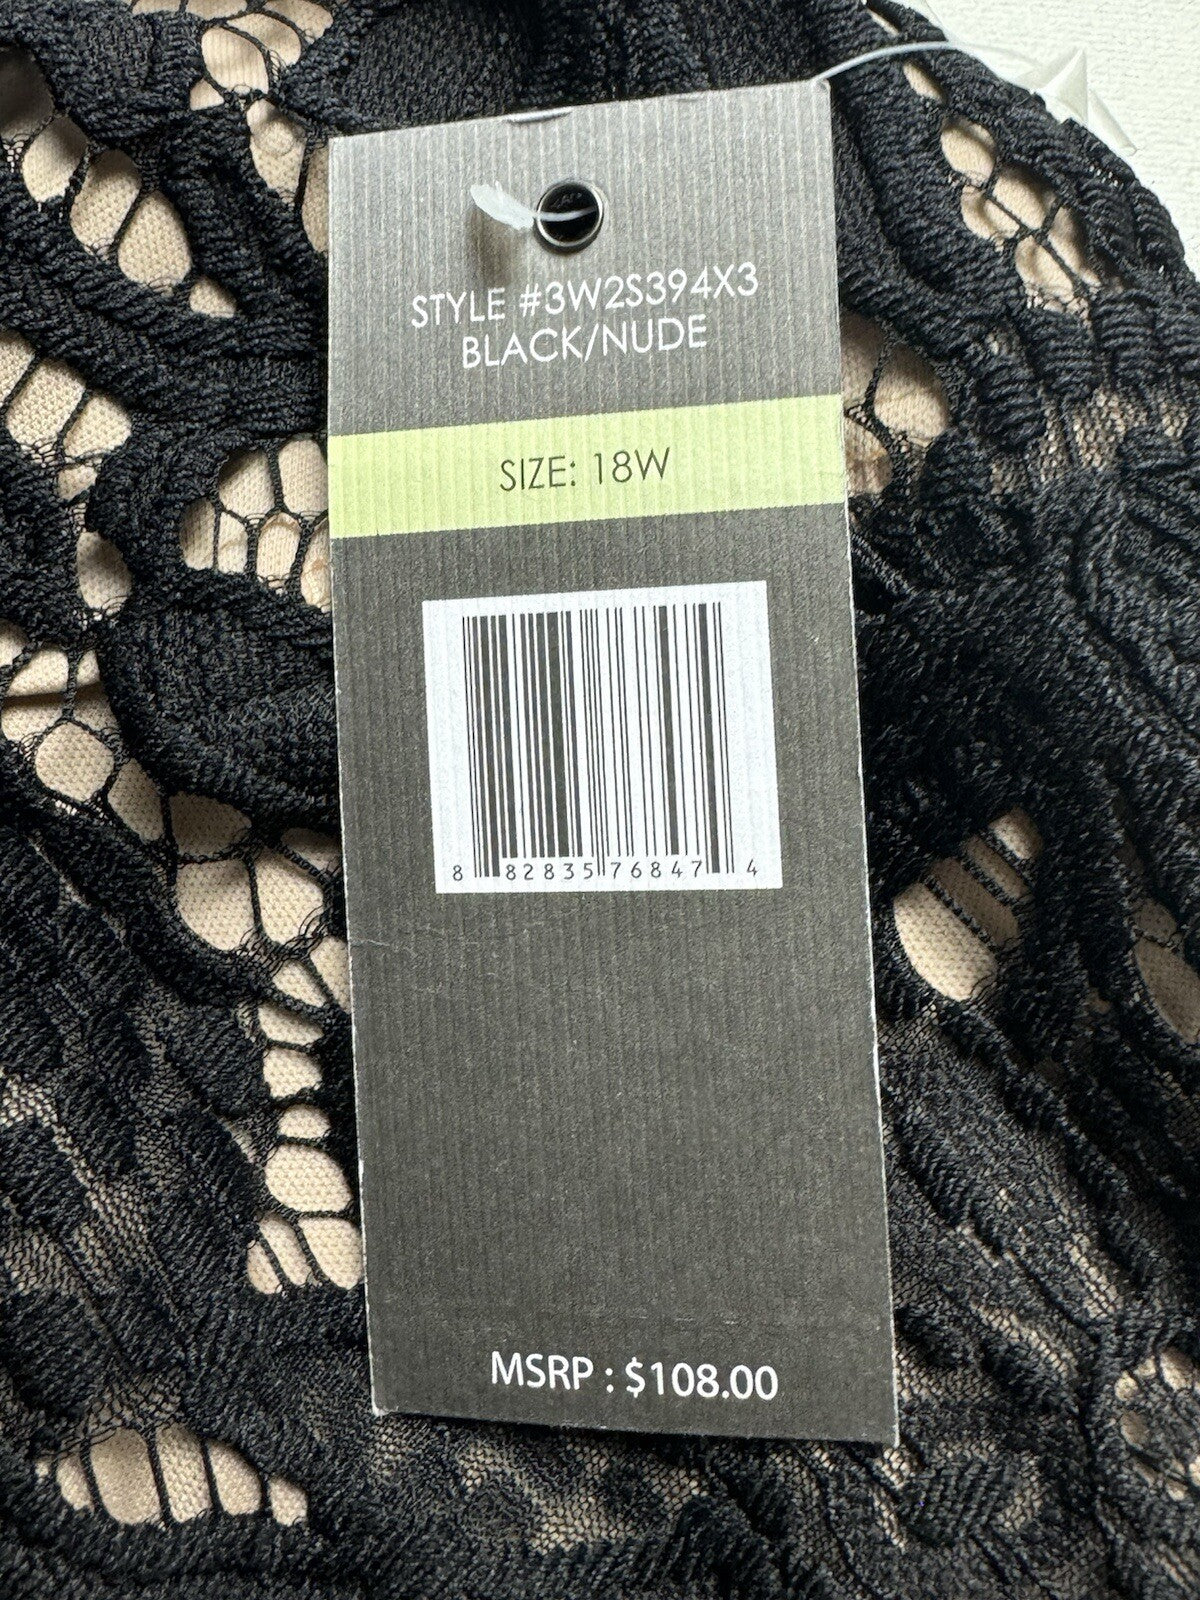 STYLE #3W2S394X3
BLACK/NUDE
SIZE: 18W
8 82835 76847 4
MSRP : $108.00